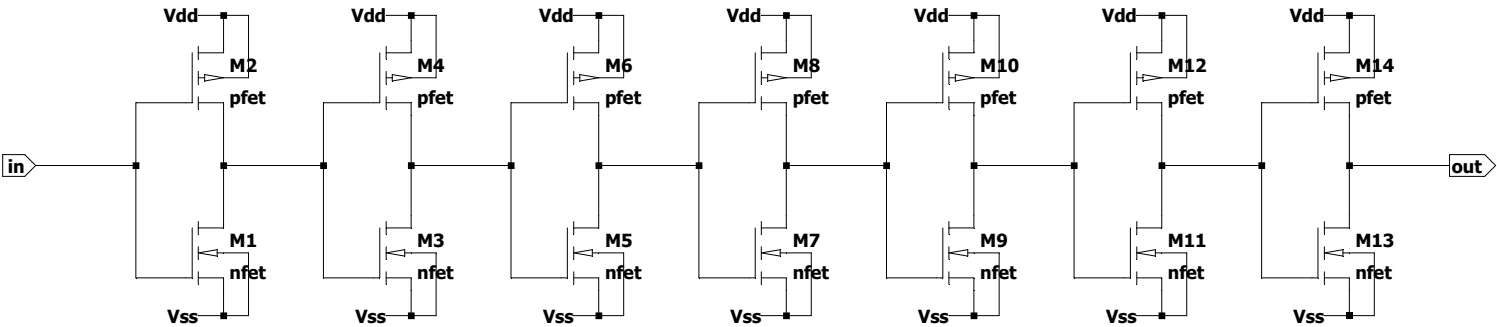 Vdd Vdd Vdd Vdd Vdd Vdd Vdd
M2 M4 M6 M8 M10 M12 M14
pfet pfet pfet pfet pfet pfet pfet
in out
M1 M3 M5 M7 M9 M11 M13
nfet nfet nfet nfet nfet nfet nfet
Vss Vss Vss Vss Vss Vss Vss